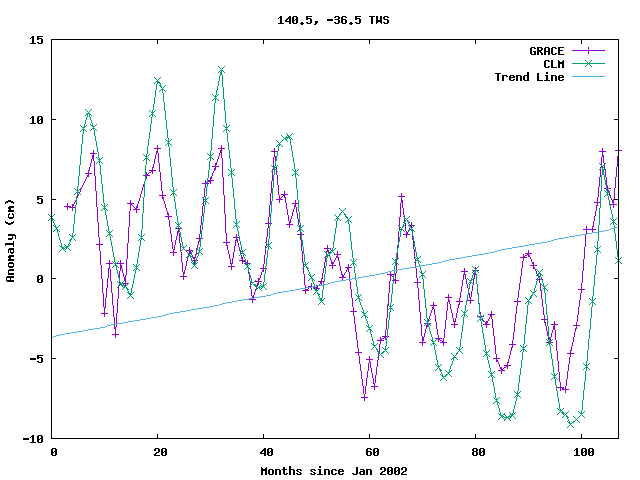 140.5, -36.5 TWS
GRACE
CLM
Trend Line
15
10
5
0
-5
-10
Anomaly (cm)
0 20 40 60 80 100
Months since Jan 2002